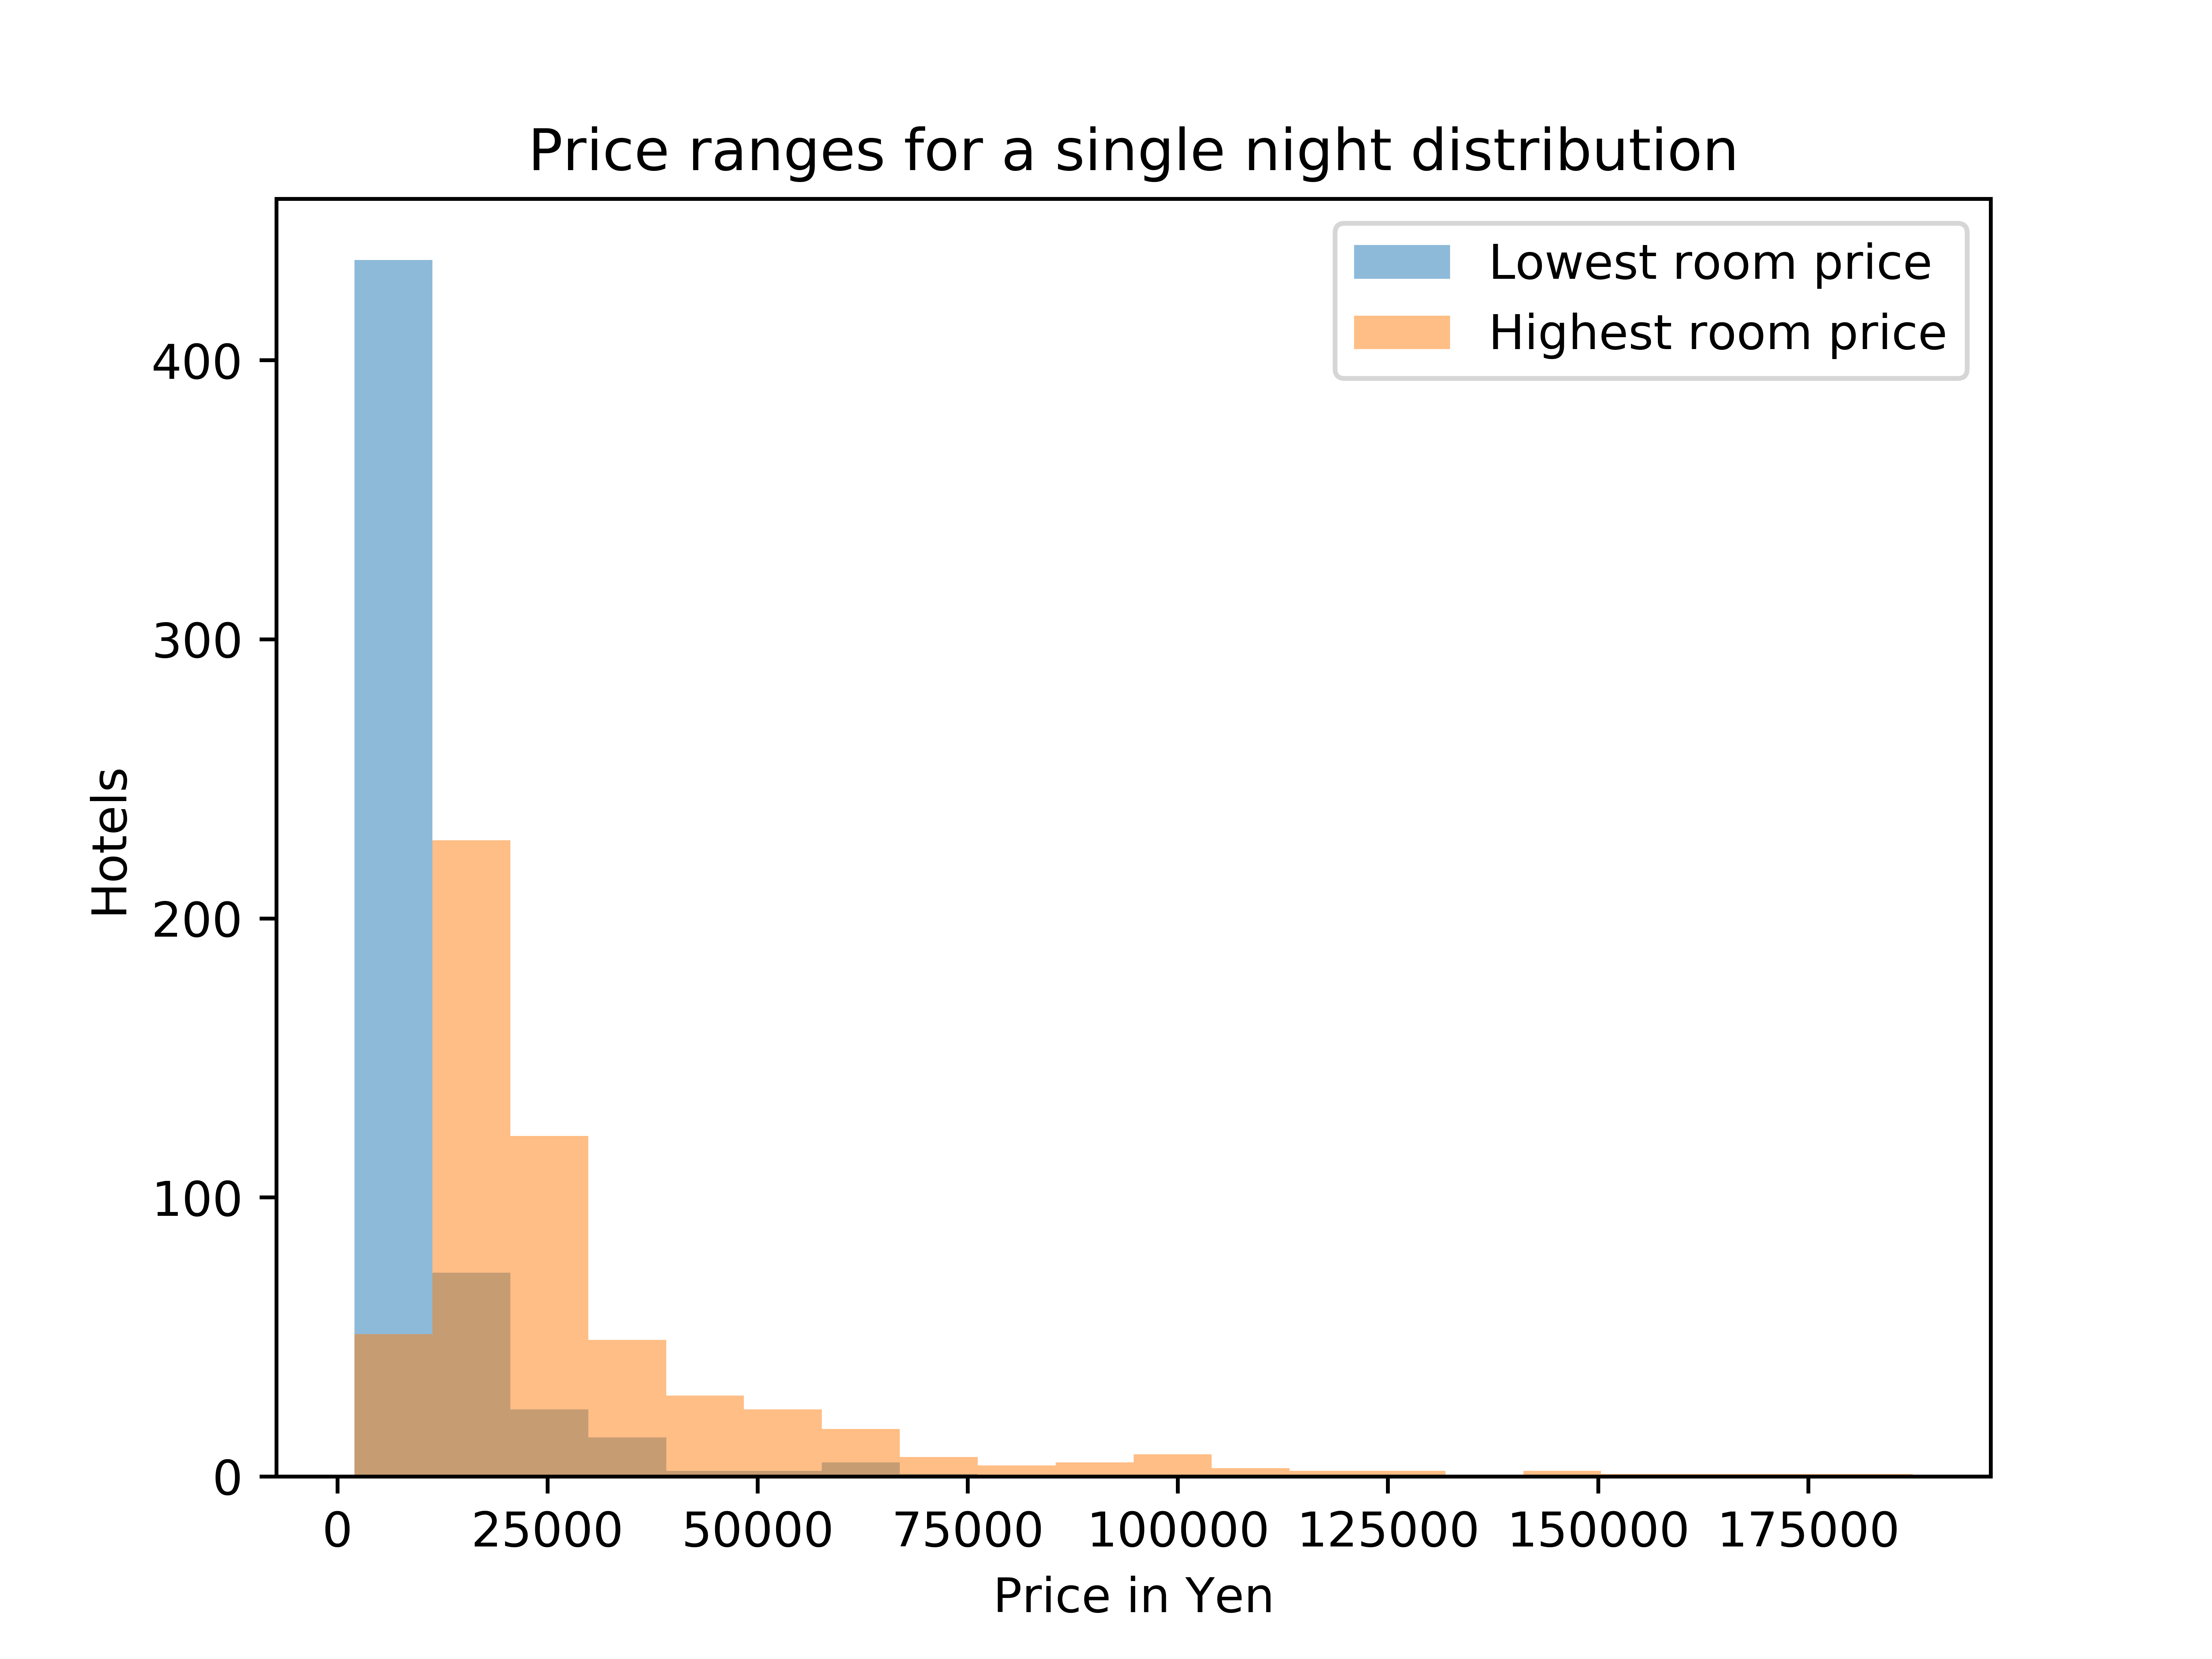 Price ranges for a single night distribution
Lowest room price
Highest room price
400
300
200
100
0
Hotels
0 25000 50000 75000 100000 125000 150000 175000
Price in Yen